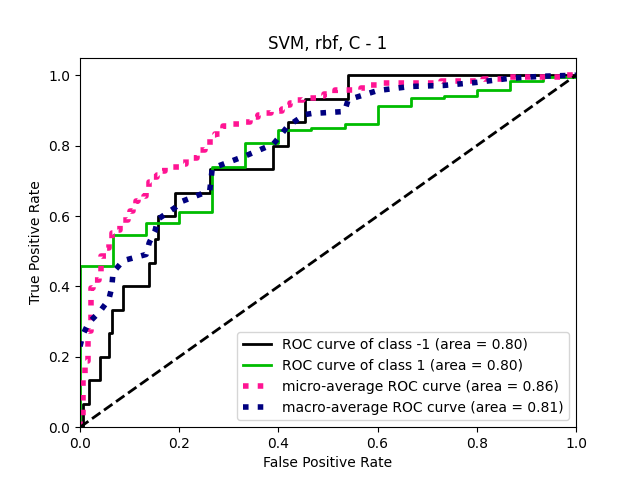 SVM, rbf, C - 1
True Positive Rate
1.0
0.8
0.6
0.4
0.2
0.0
ROC curve of class -1 (area = 0.80)
ROC curve of class 1 (area = 0.80)
micro-average ROC curve (area = 0.86)
macro-average ROC curve (area = 0.81)
0.0 0.2 0.4 0.6 0.8 1.0
False Positive Rate